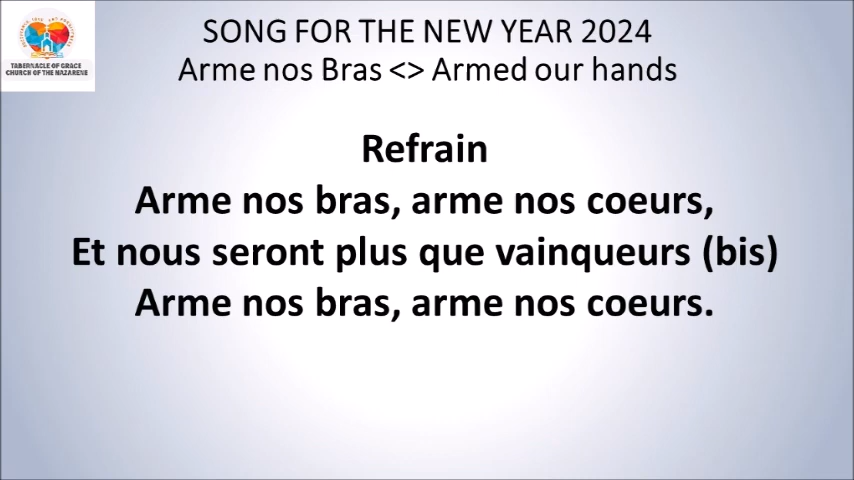 SONG FOR THE NEW YEAR 2024
Arme nos Bras <> Armed our hands
TABERNACLE OF GRACE
CHURCH OF THE NAZARENE
Refrain
Arme nos bras, arme nos coeurs,
Et nous seront plus que vainqueurs (bis)
Arme nos bras, arme nos coeurs.